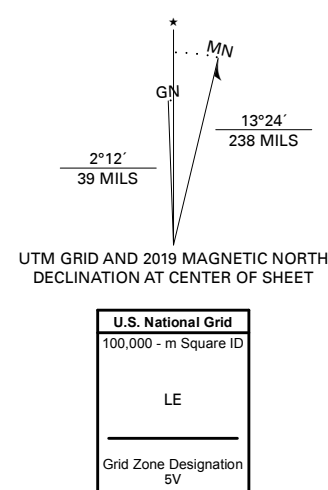 ★
MN
GN
13°24´
238 MILS
2°12´
39 MILS
UTM GRID AND 2019 MAGNETIC NORTH
DECLINATION AT CENTER OF SHEET
U.S. National Grid
100,000 - m Square ID
LE
Grid Zone Designation
5V